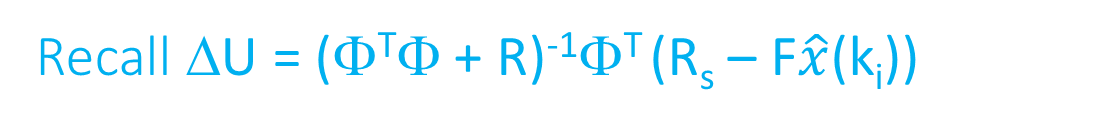 Recall ΔU = (ΦᵀΦ + R)⁻¹Φᵀ(Rₛ – Fx̂(kᵢ))